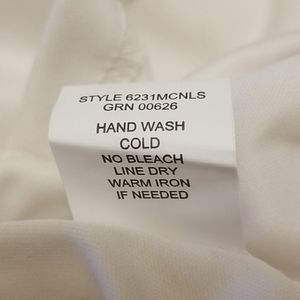 STYLE 6231MCNLS
GRN 00626
HAND WASH
COLD
NO BLEACH
LINE DRY
WARM IRON
IF NEEDED